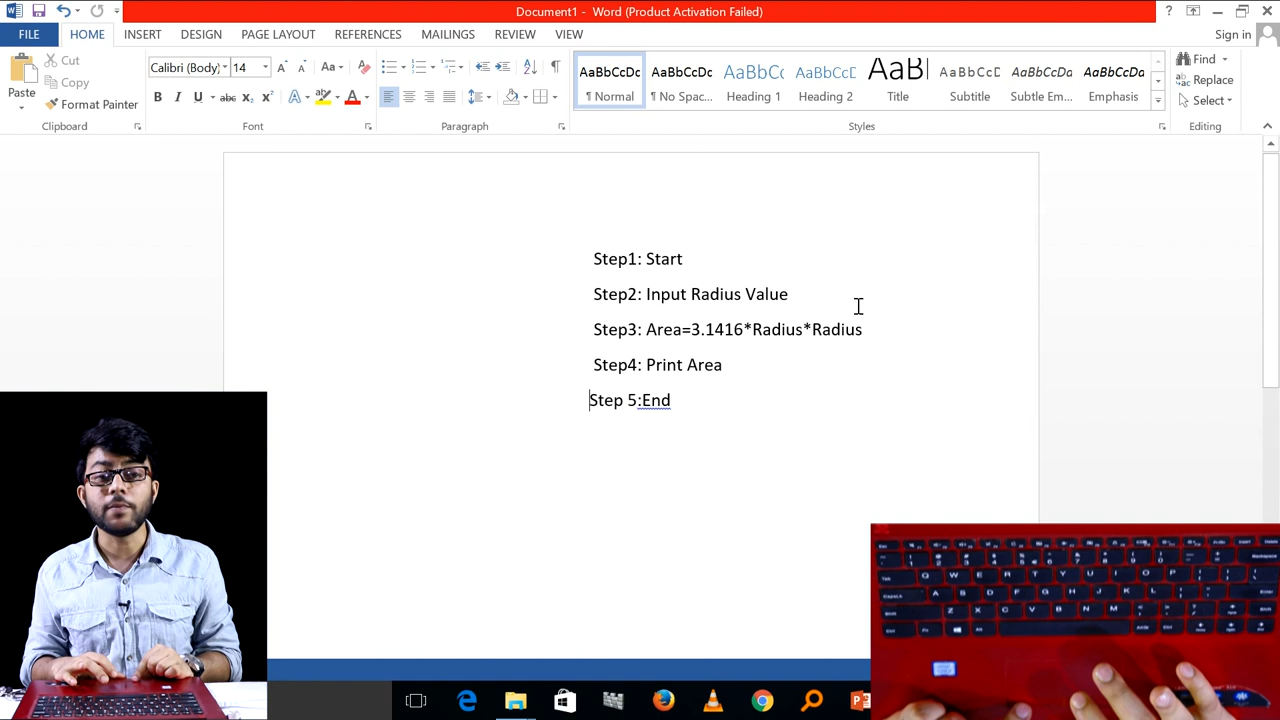 Document1 - Word (Product Activation Failed)
FILE HOME INSERT DESIGN PAGE LAYOUT REFERENCES MAILINGS REVIEW VIEW Sign in
Paste
Cut
Copy
Format Painter
Calibri (Body) 14
AaBbCcDc AaBbCcDc AaBbCc AaBbCcD AaBb AaBbCcD AaBbCcDa AaBbCcDa
¶ Normal ¶ No Spac... Heading 1 Heading 2 Title Subtitle Subtle Em... Emphasis
Find
Replace
Select
Clipboard Font Paragraph Styles Editing
Step1: Start
Step2: Input Radius Value
Step3: Area=3.1416*Radius*Radius
Step4: Print Area
Step 5:End